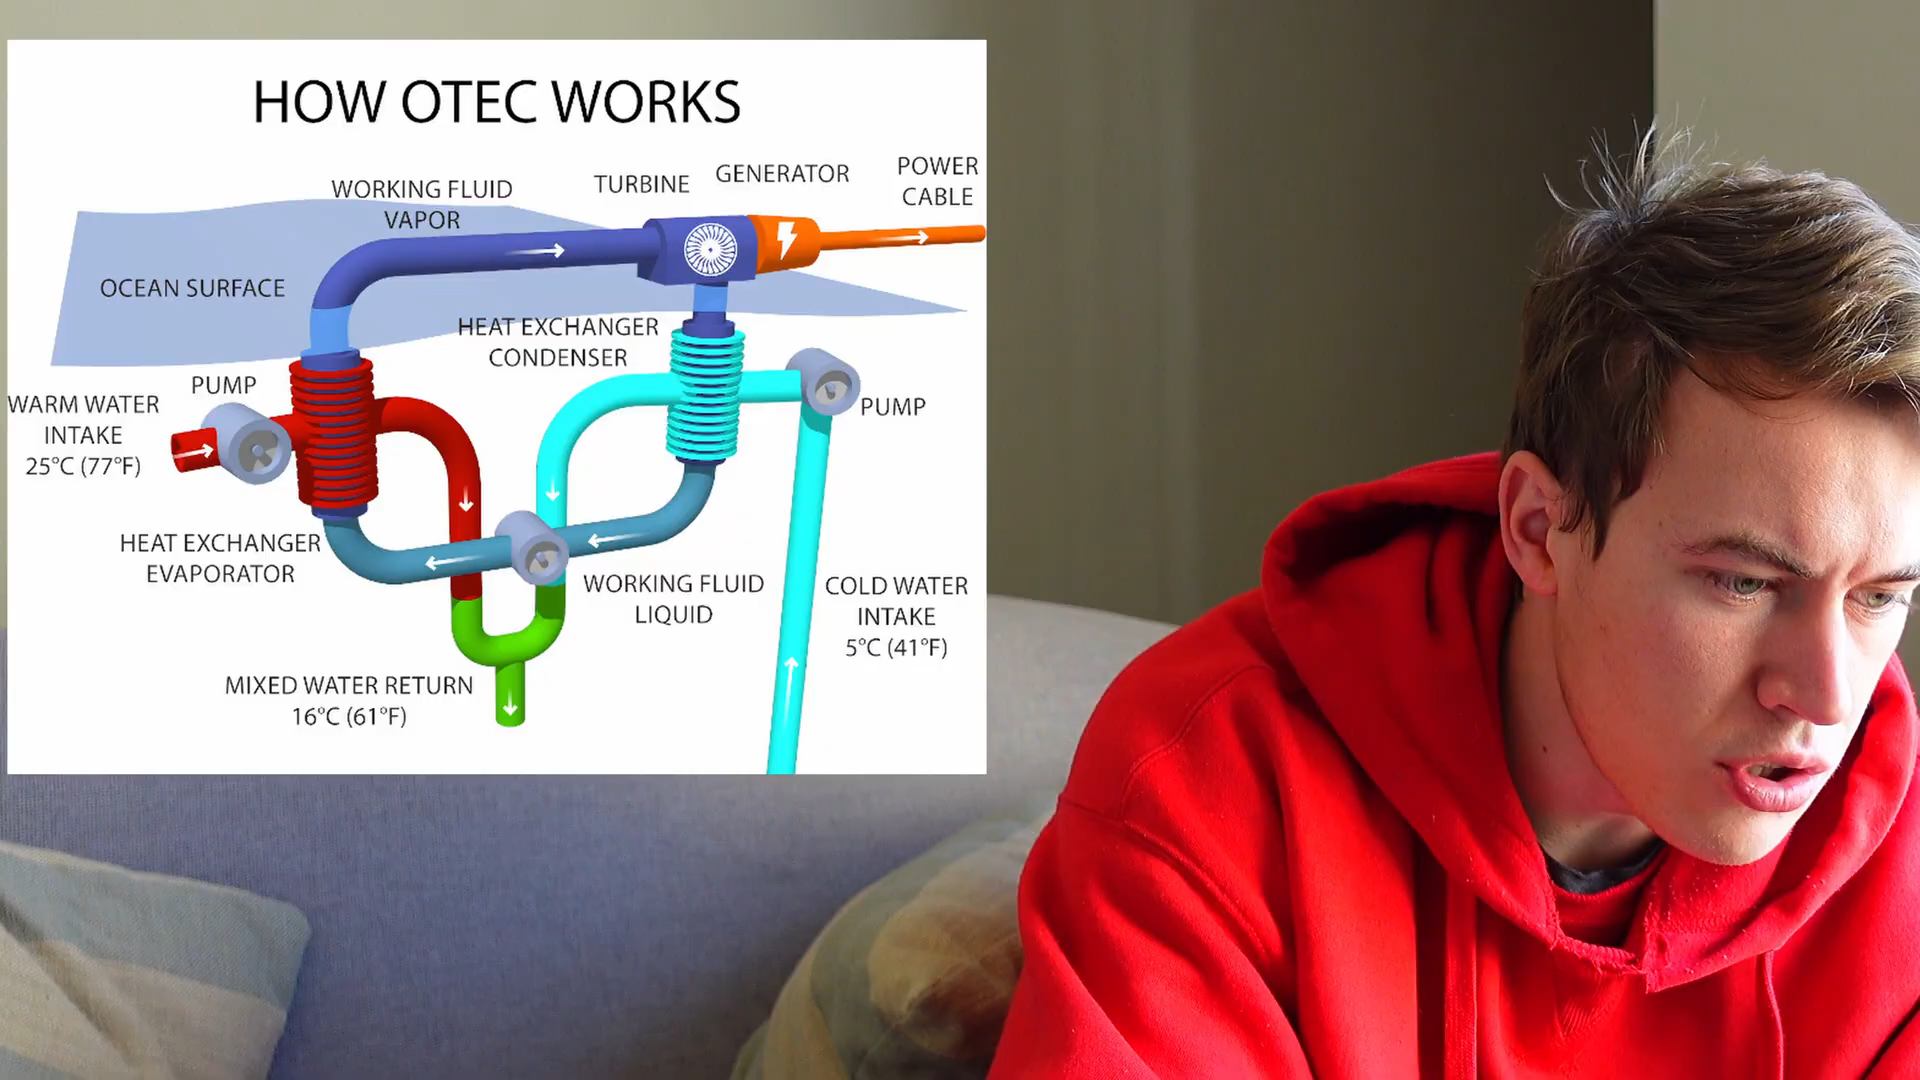 HOW OTEC WORKS
WORKING FLUID
VAPOR
TURBINE
GENERATOR
POWER
CABLE
OCEAN SURFACE
HEAT EXCHANGER
CONDENSER
PUMP
WARM WATER
INTAKE
25°C (77°F)
PUMP
HEAT EXCHANGER
EVAPORATOR
WORKING FLUID
LIQUID
COLD WATER
INTAKE
5°C (41°F)
MIXED WATER RETURN
16°C (61°F)